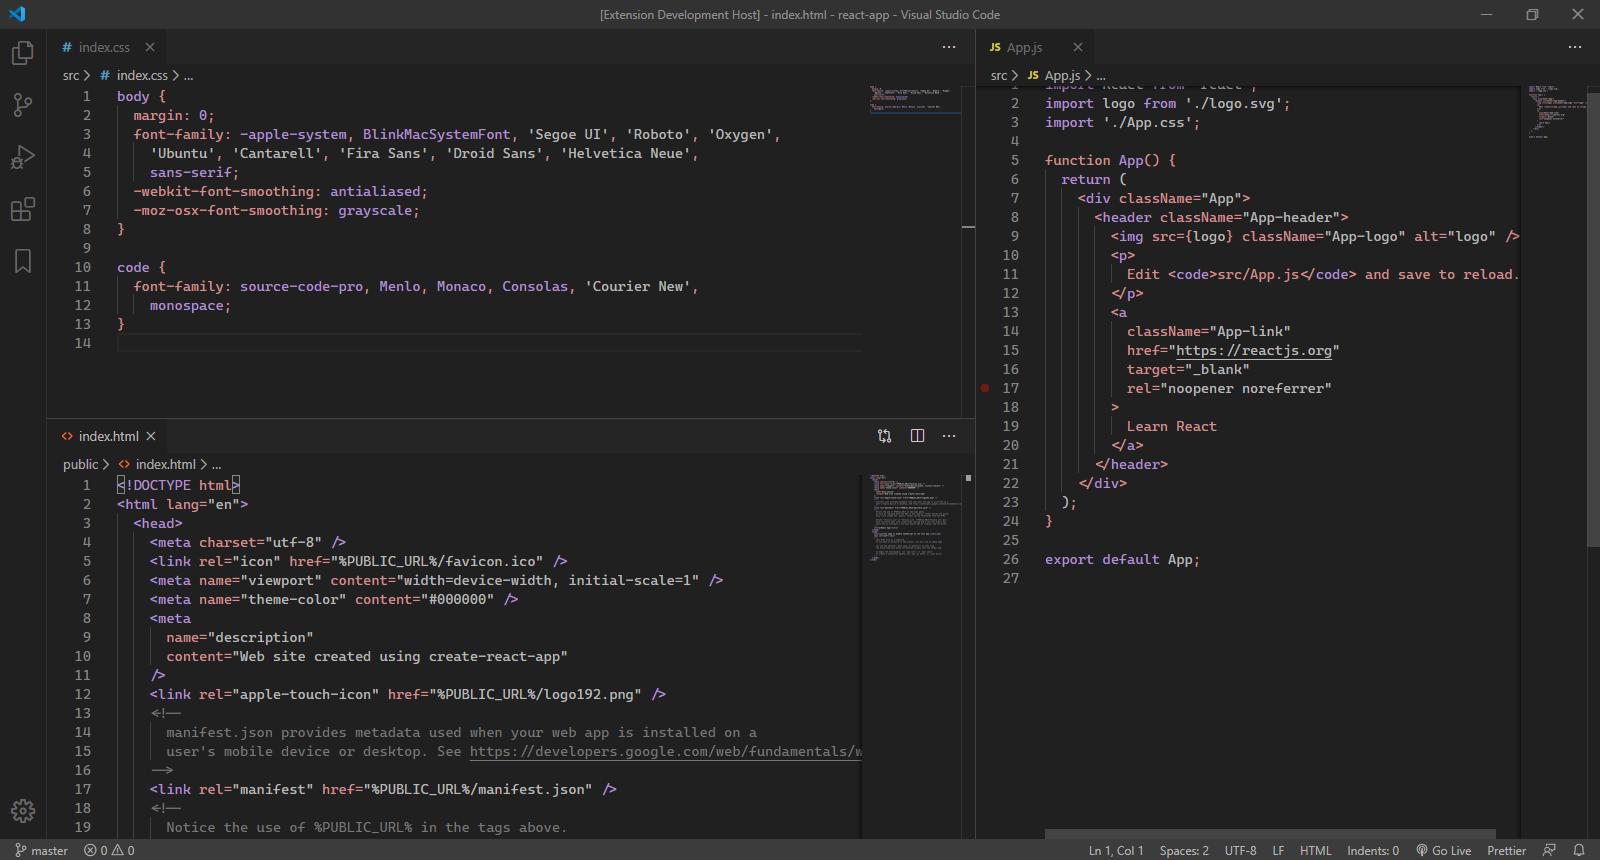 [Extension Development Host] - index.html - react-app - Visual Studio Code
# index.css
src > # index.css > ...
1 body {
2 margin: 0;
3 font-family: -apple-system, BlinkMacSystemFont, 'Segoe UI', 'Roboto', 'Oxygen',
4 'Ubuntu', 'Cantarell', 'Fira Sans', 'Droid Sans', 'Helvetica Neue',
5 sans-serif;
6 -webkit-font-smoothing: antialiased;
7 -moz-osx-font-smoothing: grayscale;
8 }
9
10 code {
11 font-family: source-code-pro, Menlo, Monaco, Consolas, 'Courier New',
12 monospace;
13 }
14
<> index.html
public > <> index.html > ...
1 <!DOCTYPE html>
2 <html lang="en">
3 <head>
4 <meta charset="utf-8" />
5 <link rel="icon" href="%PUBLIC_URL%/favicon.ico" />
6 <meta name="viewport" content="width=device-width, initial-scale=1" />
7 <meta name="theme-color" content="#000000" />
8 <meta
9 name="description"
10 content="Web site created using create-react-app"
11 />
12 <link rel="apple-touch-icon" href="%PUBLIC_URL%/logo192.png" />
13 <!--
14 manifest.json provides metadata used when your web app is installed on a
15 user's mobile device or desktop. See https://developers.google.com/web/fundamentals/w
16 -->
17 <link rel="manifest" href="%PUBLIC_URL%/manifest.json" />
18 <!--
19 Notice the use of %PUBLIC_URL% in the tags above.
JS App.js
src > JS App.js > ...
1 import React from 'react';
2 import logo from './logo.svg';
3 import './App.css';
4
5 function App() {
6 return (
7 <div className="App">
8 <header className="App-header">
9 <img src={logo} className="App-logo" alt="logo" />
10 <p>
11 Edit <code>src/App.js</code> and save to reload.
12 </p>
13 <a
14 className="App-link"
15 href="https://reactjs.org"
16 target="_blank"
17 rel="noopener noreferrer"
18 >
19 Learn React
20 </a>
21 </header>
22 </div>
23 );
24 }
25
26 export default App;
27
master 0 0 Ln 1, Col 1 Spaces: 2 UTF-8 LF HTML Indents: 0 Go Live Prettier